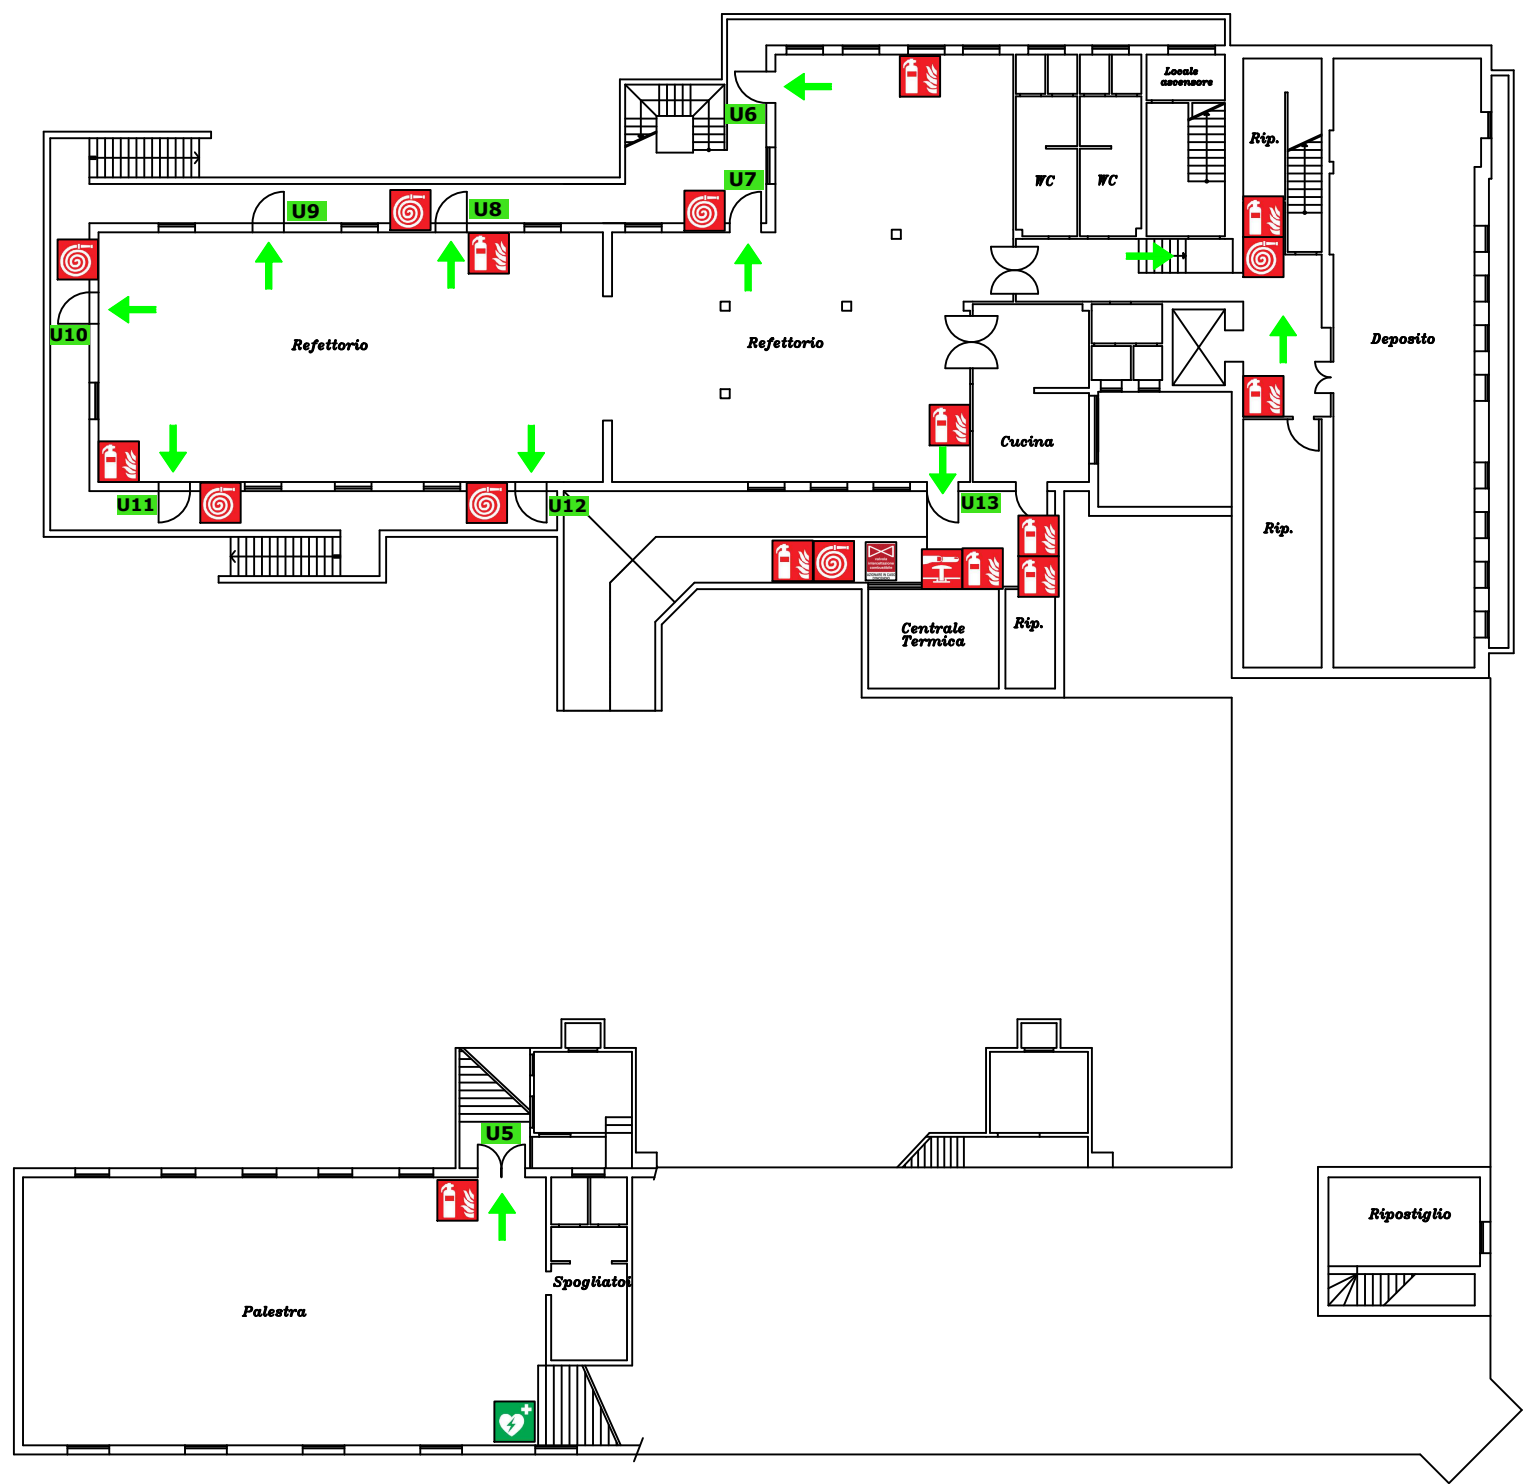 Locale
ascensore
U6
Rip.
U7
WC
WC
U9
U8
U10
Refettorio
Refettorio
Deposito
Cucina
U11
U12
U13
Rip.
Centrale
Termica
Rip.
U5
Ripostiglio
Spogliatoi
Palestra